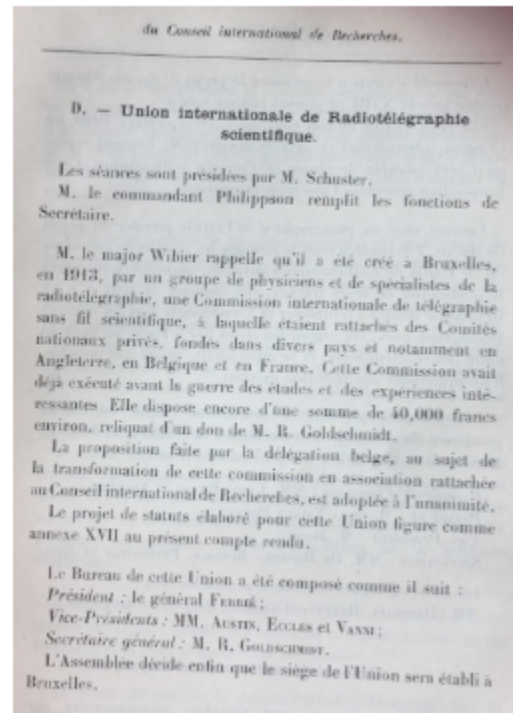 du Conseil international de Recherches.
D. — Union internationale de Radiotélégraphie
scientifique.
Les séances sont présidées par M. Schuster.
M. le commandant Philippson remplit les fonctions de
Secrétaire.
M. le major Wibier rappelle qu'il a été créé à Bruxelles,
en 1913, par un groupe de physiciens et de spécialistes de la
radiotélégraphie, une Commission internationale de télégraphie
sans fil scientifique, à laquelle étaient rattachés des Comités
nationaux privés, fondés dans divers pays et notamment en
Angleterre, en Belgique et en France. Cette Commission avait
déjà exécuté avant la guerre des études et des expériences inté-
ressantes. Elle dispose encore d'une somme de 40,000 francs
environ, reliquat d'un don de M. R. Goldschmidt.
La proposition faite par la délégation belge, au sujet de
la transformation de cette commission en association rattachée
au Conseil international de Recherches, est adoptée à l'unanimité.
Le projet de statuts élaboré pour cette Union figure comme
annexe XVII au présent compte rendu.
Le Bureau de cette Union a été composé comme il suit :
Président : le général Ferrié ;
Vice-Présidents : MM. Austin, Eccles et Vanni ;
Secrétaire général : M. R. Goldschmidt.
L'Assemblée décide enfin que le siège de l'Union sera établi à
Bruxelles.